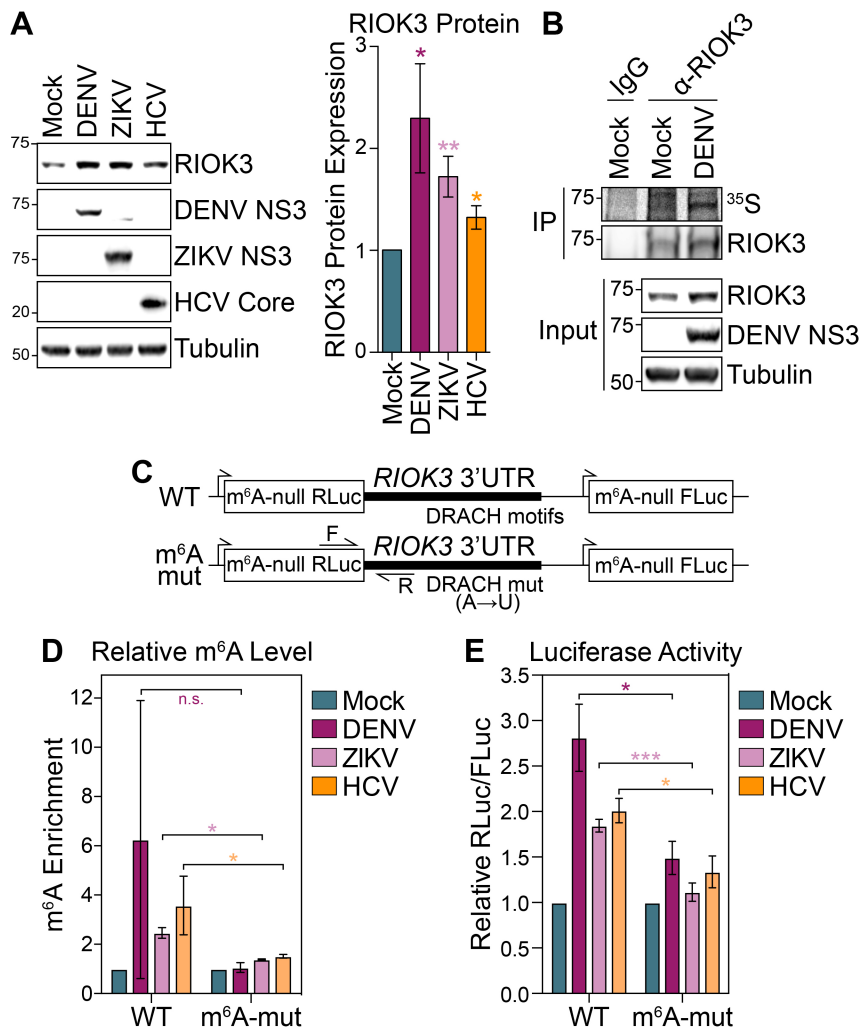 A
Mock
DENV
ZIKV
HCV
75
RIOK3
75
DENV NS3
75
ZIKV NS3
20
HCV Core
50
Tubulin
RIOK3 Protein
RIOK3 Protein Expression
3
2
1
0
*
**
*
Mock
DENV
ZIKV
HCV
B
IgG
α-RIOK3
Mock
Mock
DENV
IP
75
³⁵S
75
RIOK3
Input
75
RIOK3
75
DENV NS3
50
Tubulin
C
WT
m⁶A-null RLuc
RIOK3 3'UTR
DRACH motifs
m⁶A-null FLuc
m⁶A
mut
F
m⁶A-null RLuc
RIOK3 3'UTR
R
DRACH mut
(A→U)
m⁶A-null FLuc
D
Relative m⁶A Level
m⁶A Enrichment
12
10
8
6
4
2
0
n.s.
*
*
WT
m⁶A-mut
Mock
DENV
ZIKV
HCV
E
Luciferase Activity
Relative RLuc/FLuc
3.5
3.0
2.5
2.0
1.5
1.0
0.5
0.0
*
***
*
WT
m⁶A-mut
Mock
DENV
ZIKV
HCV